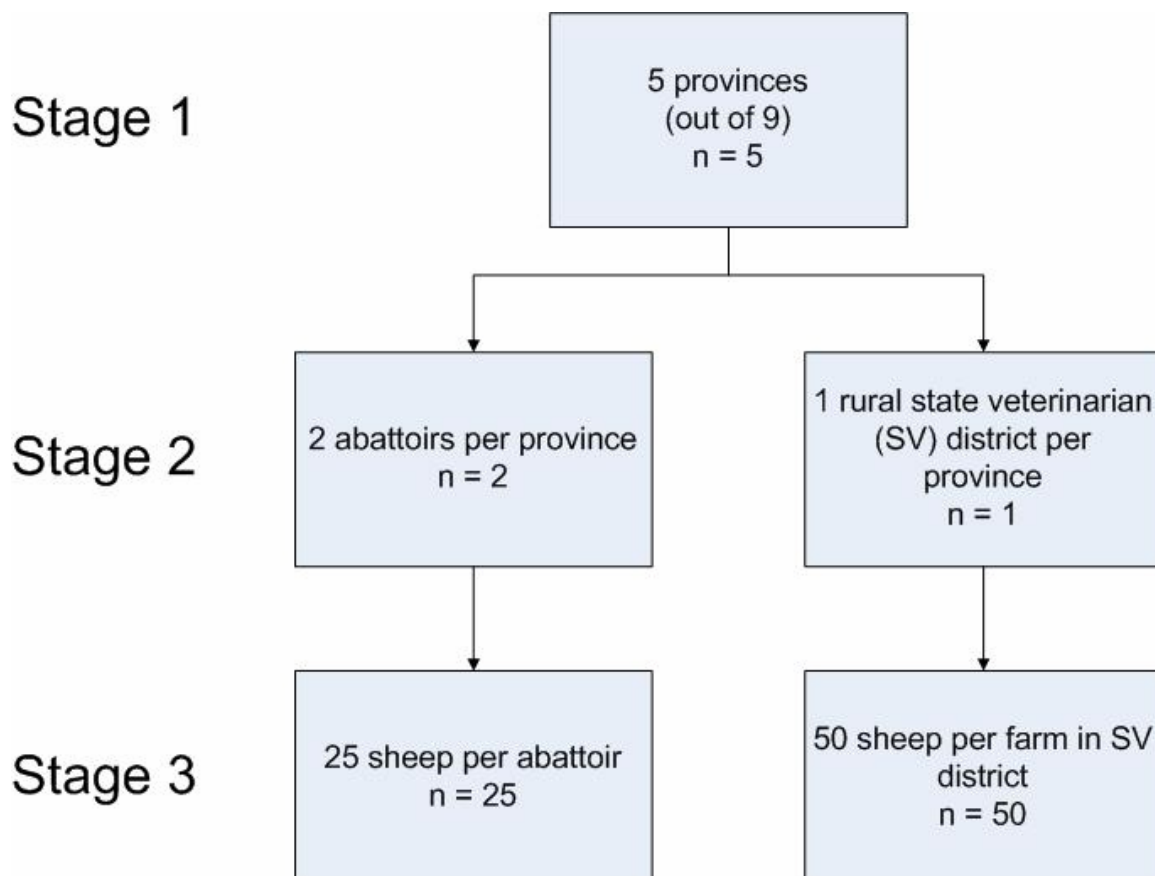 Stage 1
5 provinces
(out of 9)
n = 5
Stage 2
2 abattoirs per province
n = 2
1 rural state veterinarian
(SV) district per
province
n = 1
Stage 3
25 sheep per abattoir
n = 25
50 sheep per farm in SV
district
n = 50